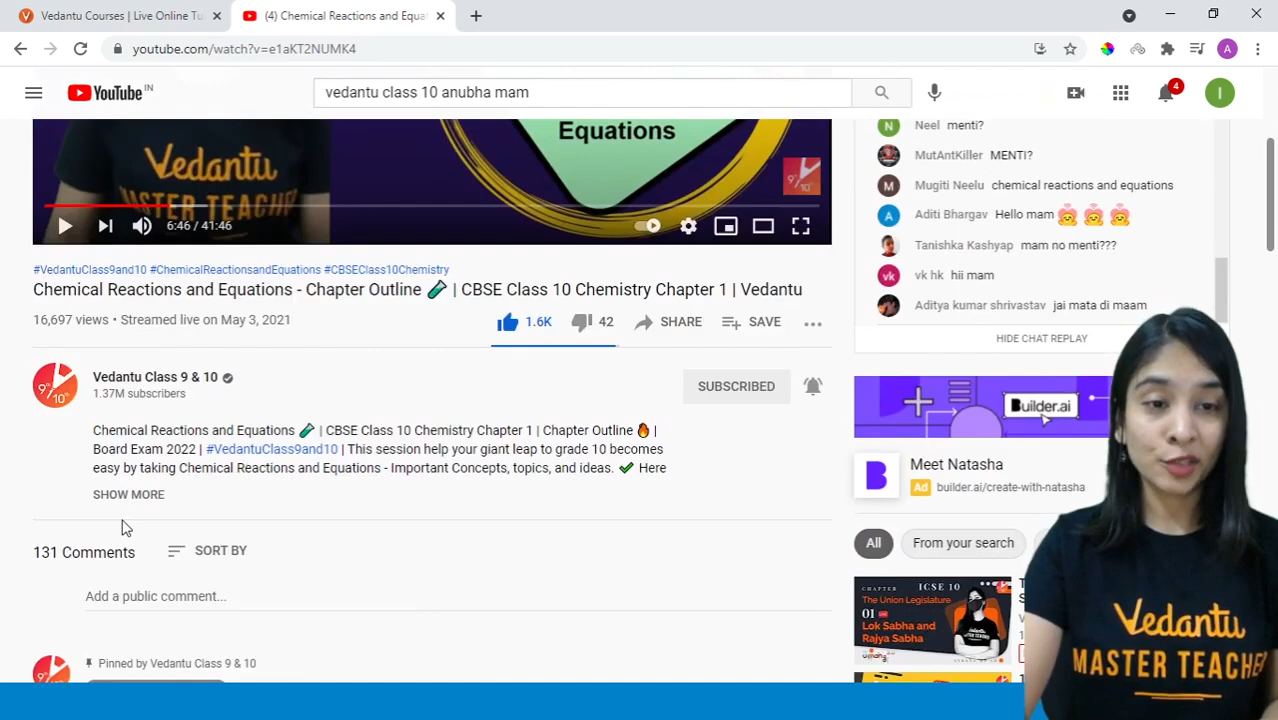 Vedantu Courses | Live Online Tu
(4) Chemical Reactions and Equa
youtube.com/watch?v=e1aKT2NUMK4
A
YouTube IN
vedantu class 10 anubha mam
4
I
Equations
Vedantu
MASTER TEACHER
9th 10th
6:46 / 41:46
N Neel menti?
MutAntKiller MENTI?
M Mugiti Neelu chemical reactions and equations
A Aditi Bhargav Hello mam
Tanishka Kashyap mam no menti???
vk vk hk hii mam
Aditya kumar shrivastav jai mata di maam
HIDE CHAT REPLAY
#VedantuClass9and10 #ChemicalReactionsandEquations #CBSEClass10Chemistry
Chemical Reactions and Equations - Chapter Outline 🧪 | CBSE Class 10 Chemistry Chapter 1 | Vedantu
16,697 views • Streamed live on May 3, 2021
1.6K 42 SHARE SAVE
9th 10th
Vedantu Class 9 & 10
1.37M subscribers
SUBSCRIBED
Chemical Reactions and Equations 🧪 | CBSE Class 10 Chemistry Chapter 1 | Chapter Outline 🔥 |
Board Exam 2022 | #VedantuClass9and10 | This session help your giant leap to grade 10 becomes
easy by taking Chemical Reactions and Equations - Important Concepts, topics, and ideas. ✔ Here
SHOW MORE
131 Comments SORT BY
Add a public comment...
Pinned by Vedantu Class 9 & 10
Builder.ai
B
Meet Natasha
Ad builder.ai/create-with-natasha
All From your search
CHAPTER ICSE 10
The Union Legislature
01
Lok Sabha and
Rajya Sabha
Vedantu
MASTER TEACHER